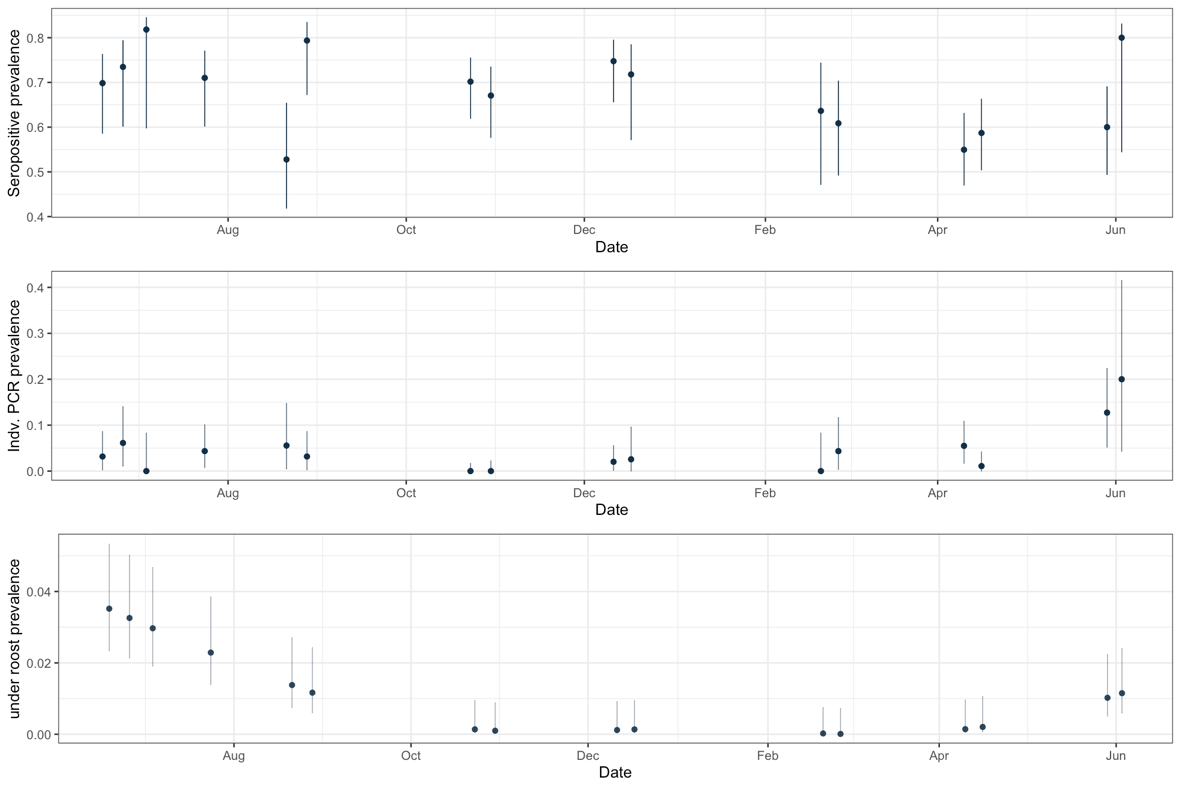 Seropositive prevalence
0.8
0.7
0.6
0.5
0.4
Aug Oct Dec Feb Apr Jun
Date
Indv. PCR prevalence
0.4
0.3
0.2
0.1
0.0
Aug Oct Dec Feb Apr Jun
Date
under roost prevalence
0.04
0.02
0.00
Aug Oct Dec Feb Apr Jun
Date